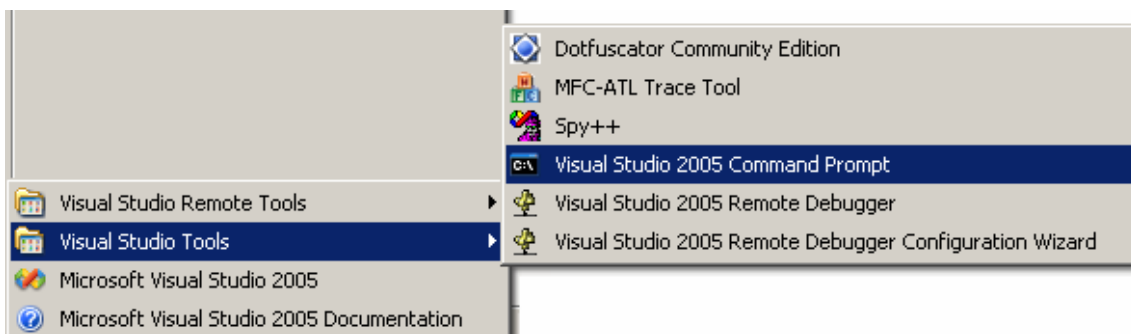 Dotfuscator Community Edition
MFC-ATL Trace Tool
Spy++
Visual Studio 2005 Command Prompt
Visual Studio 2005 Remote Debugger
Visual Studio 2005 Remote Debugger Configuration Wizard
Visual Studio Remote Tools
Visual Studio Tools
Microsoft Visual Studio 2005
Microsoft Visual Studio 2005 Documentation